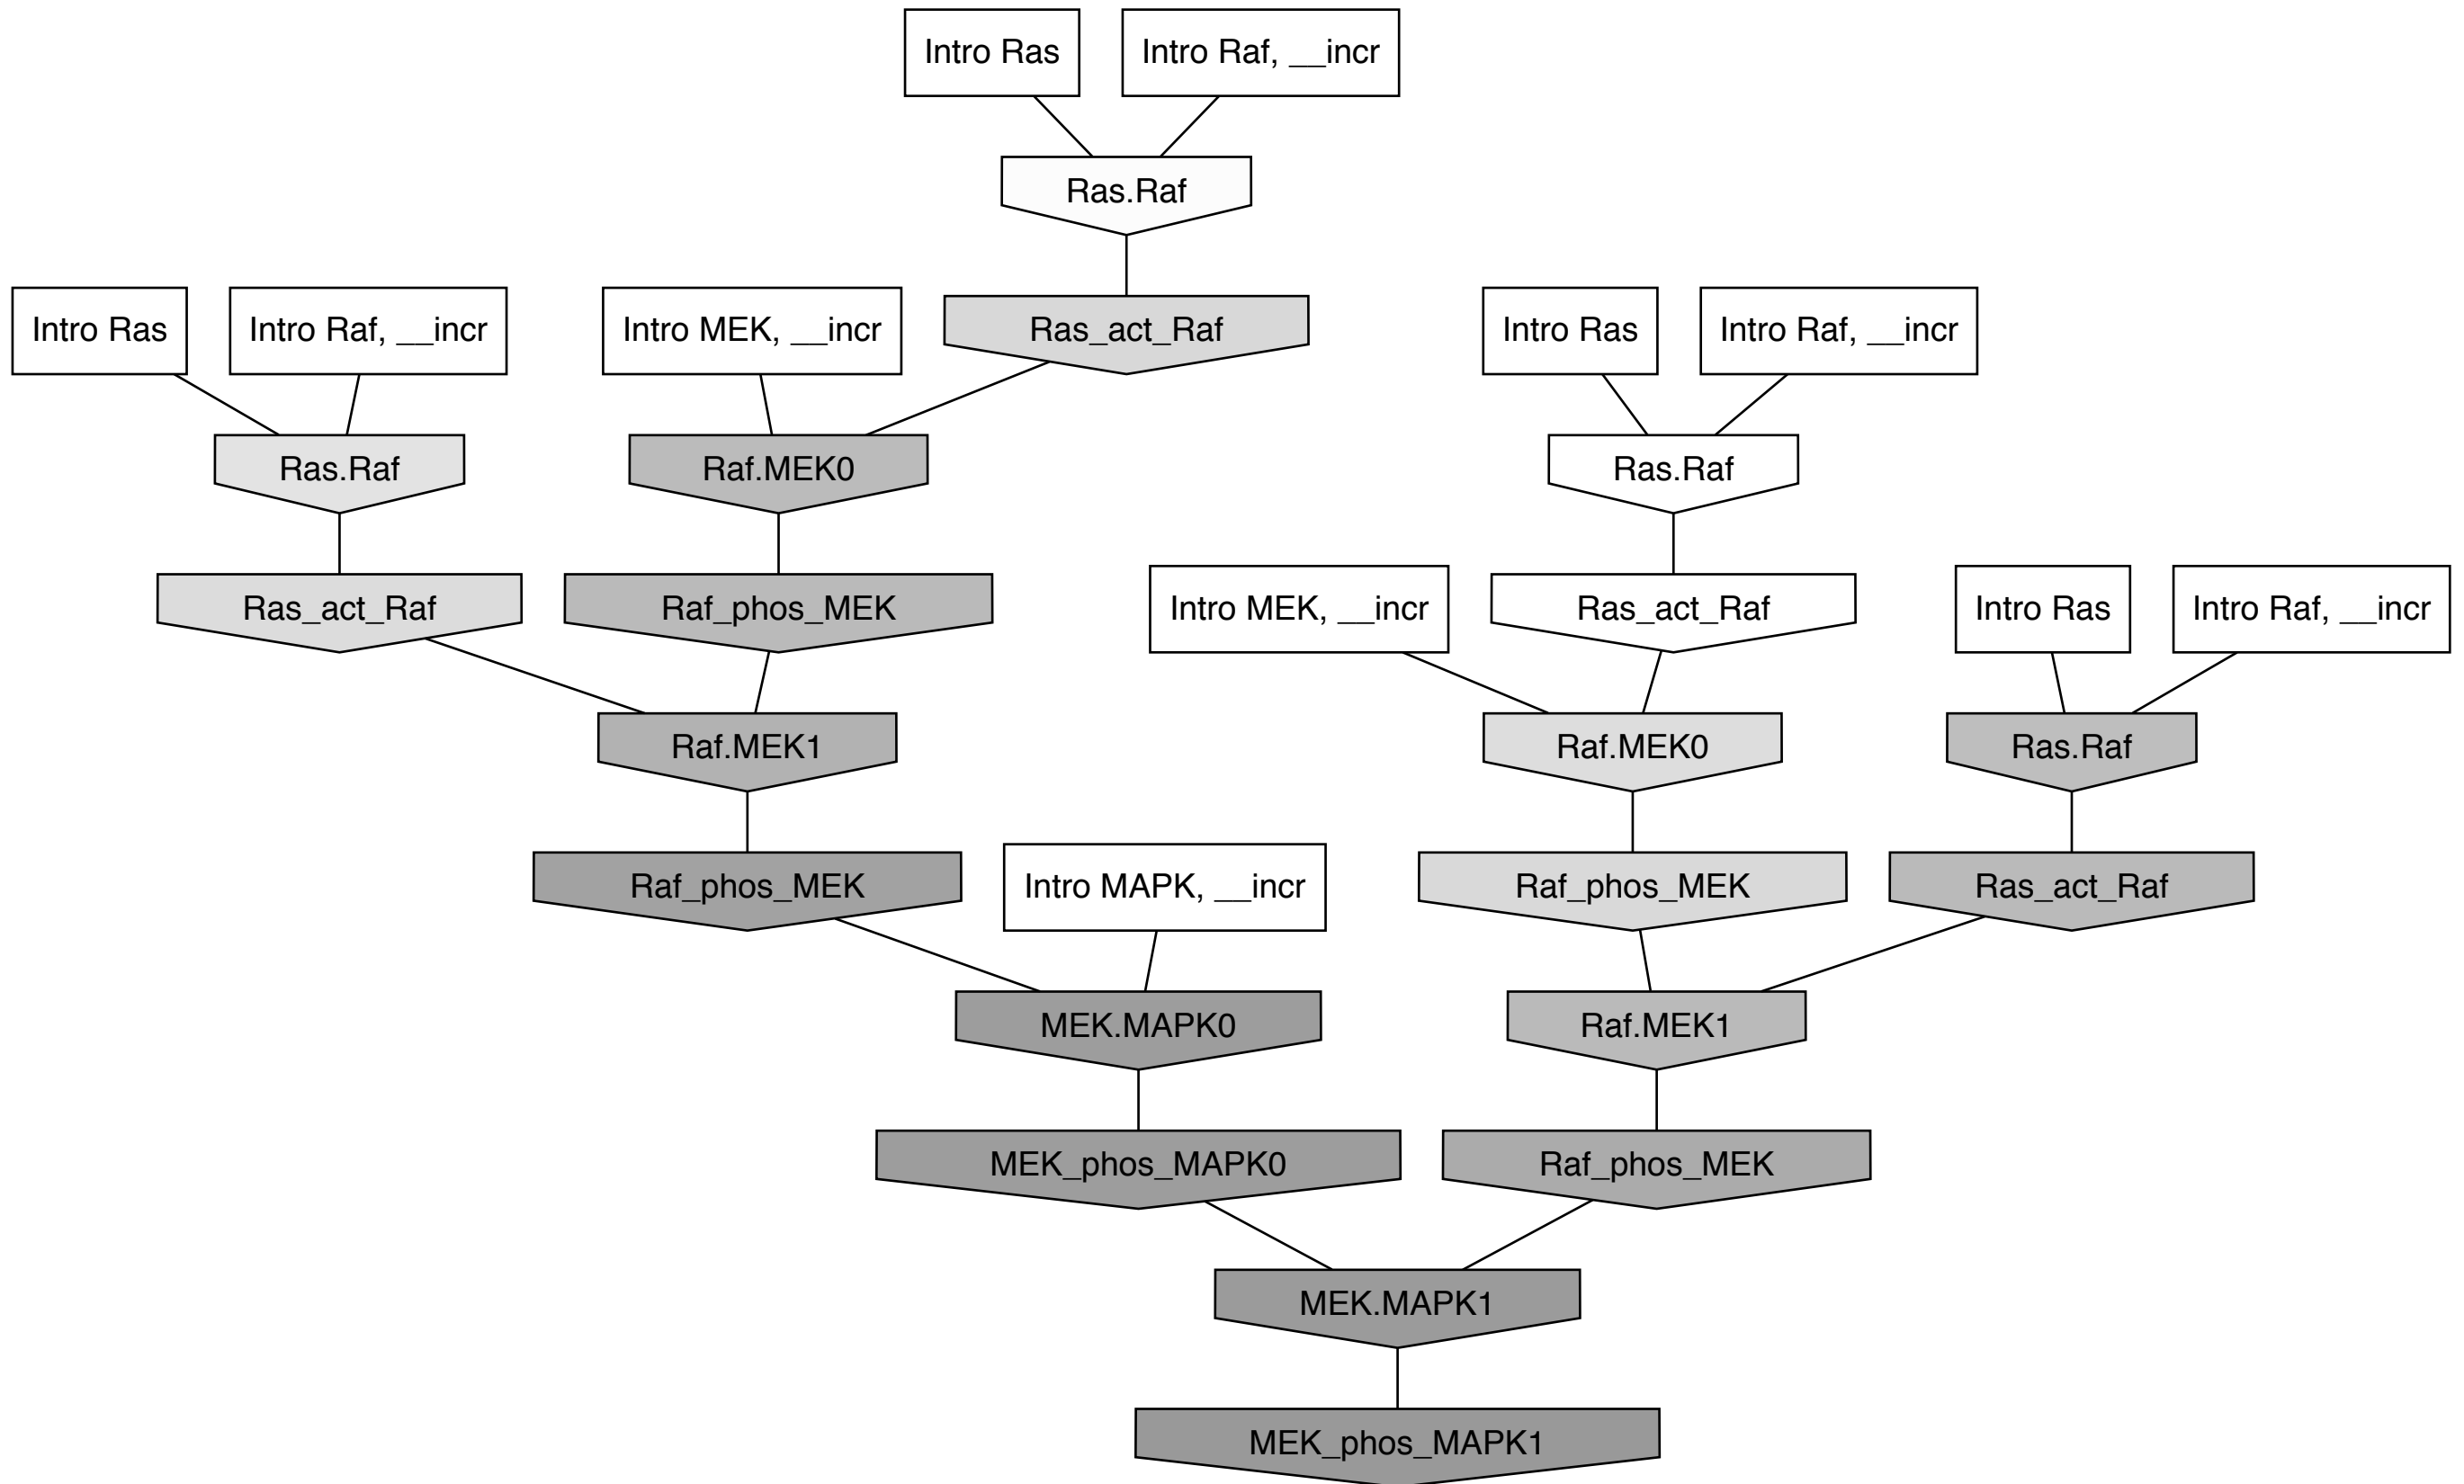 Intro Ras
Intro Raf, __incr
Ras.Raf
Intro Ras
Intro Raf, __incr
Intro MEK, __incr
Ras_act_Raf
Intro Ras
Intro Raf, __incr
Ras.Raf
Raf.MEK0
Ras.Raf
Ras_act_Raf
Raf_phos_MEK
Intro MEK, __incr
Ras_act_Raf
Intro Ras
Intro Raf, __incr
Raf.MEK1
Raf.MEK0
Ras.Raf
Raf_phos_MEK
Intro MAPK, __incr
Raf_phos_MEK
Ras_act_Raf
MEK.MAPK0
Raf.MEK1
MEK_phos_MAPK0
Raf_phos_MEK
MEK.MAPK1
MEK_phos_MAPK1